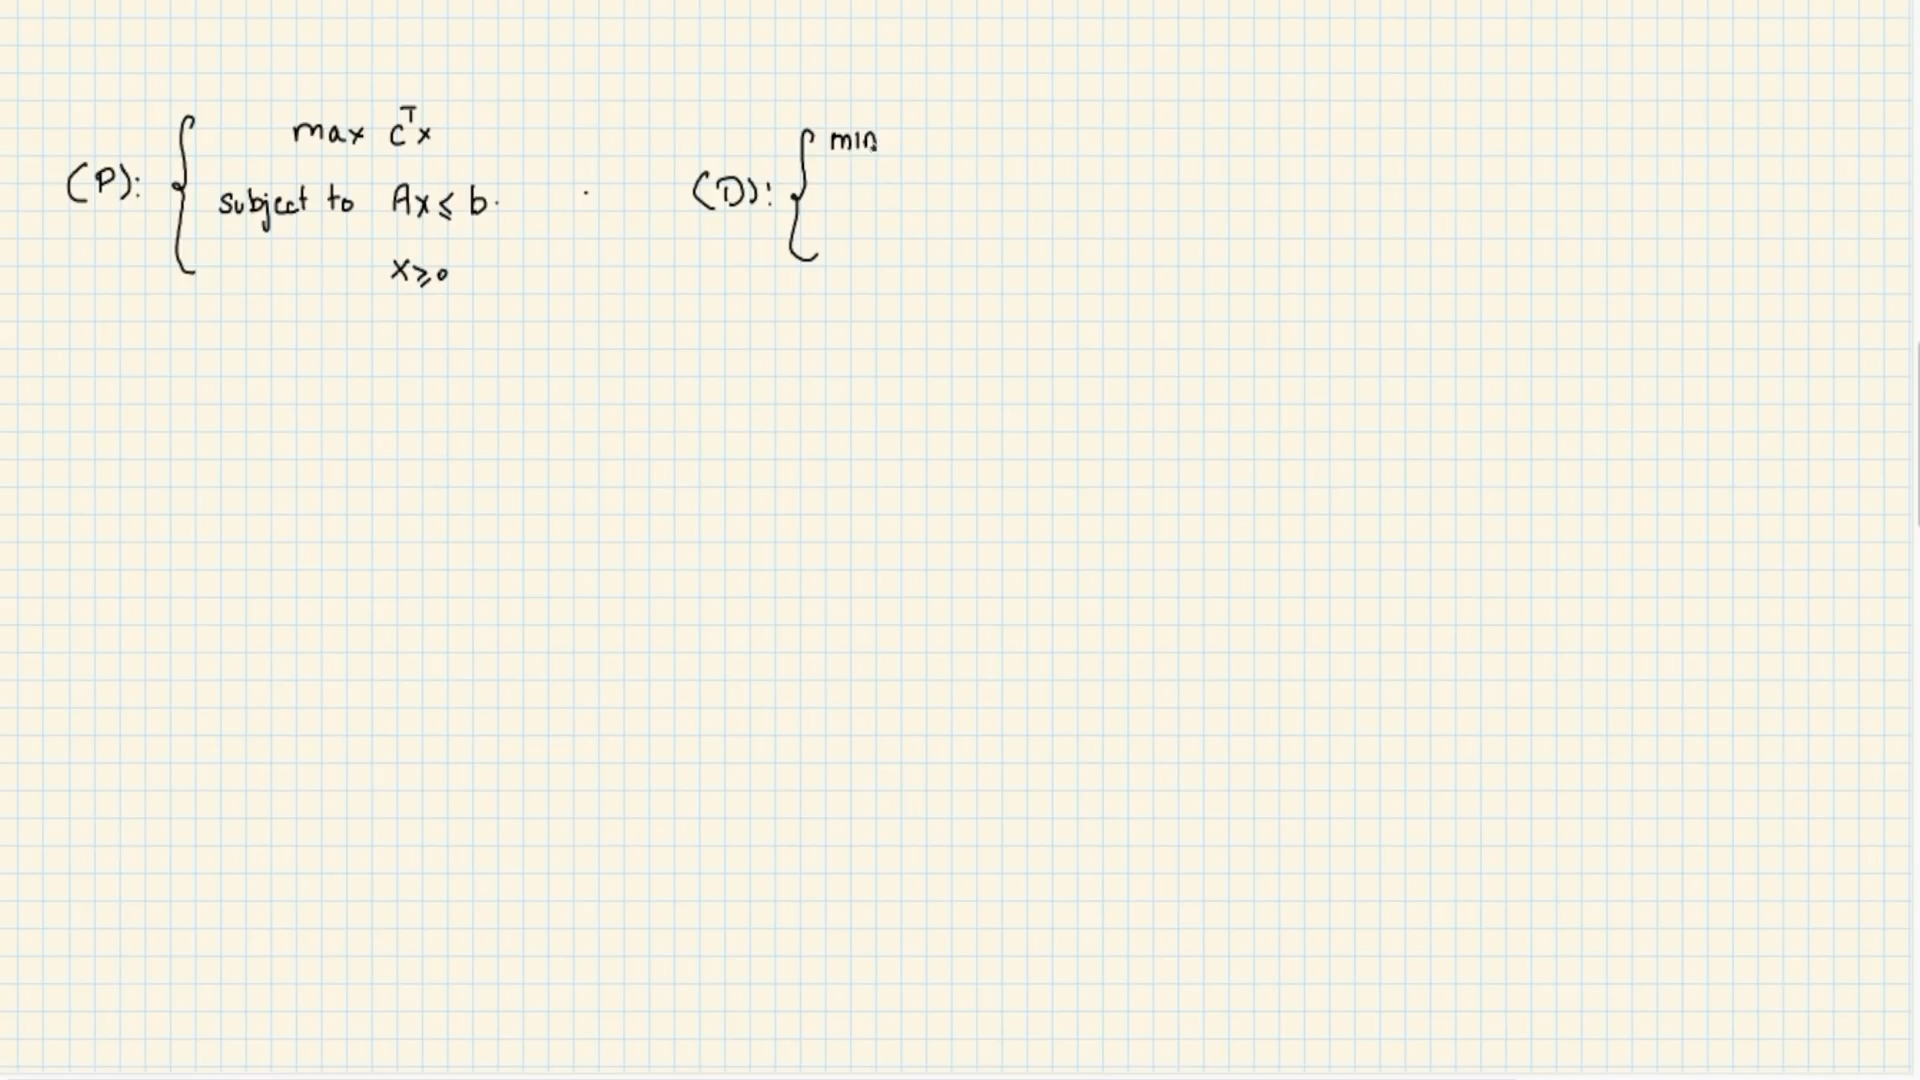 (P): { max cᵀx
subject to Ax ⩽ b.
x ⩾ 0
(D): { min